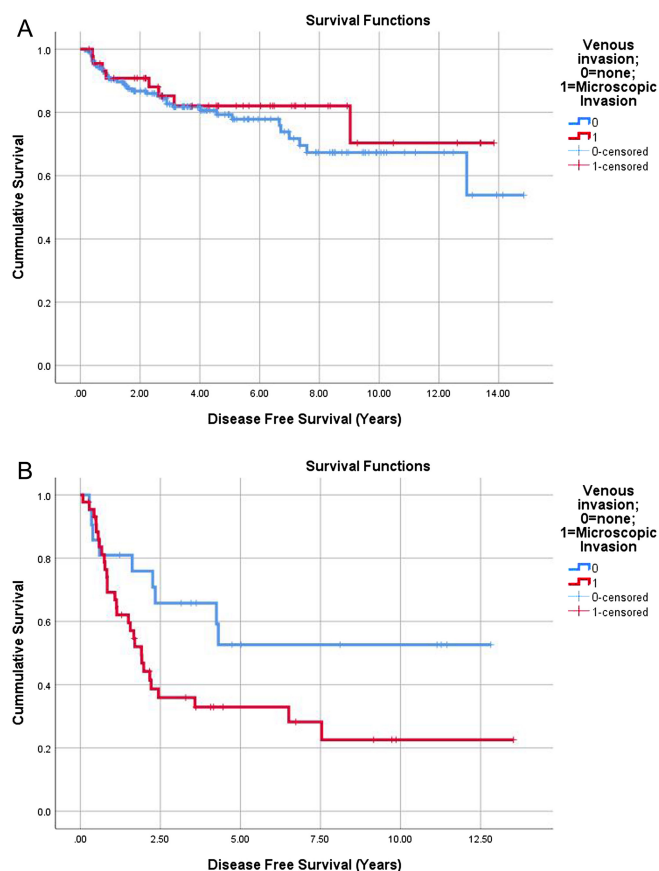 A
Survival Functions
Venous
invasion;
0=none;
1=Microscopic
Invasion
0
1
0-censored
1-censored
1.0
0.8
0.6
0.4
0.2
0.0
Cummulative Survival
.00
2.00
4.00
6.00
8.00
10.00
12.00
14.00
Disease Free Survival (Years)
B
Survival Functions
Venous
invasion;
0=none;
1=Microscopic
Invasion
0
1
0-censored
1-censored
1.0
0.8
0.6
0.4
0.2
0.0
Cummulative Survival
.00
2.50
5.00
7.50
10.00
12.50
Disease Free Survival (Years)